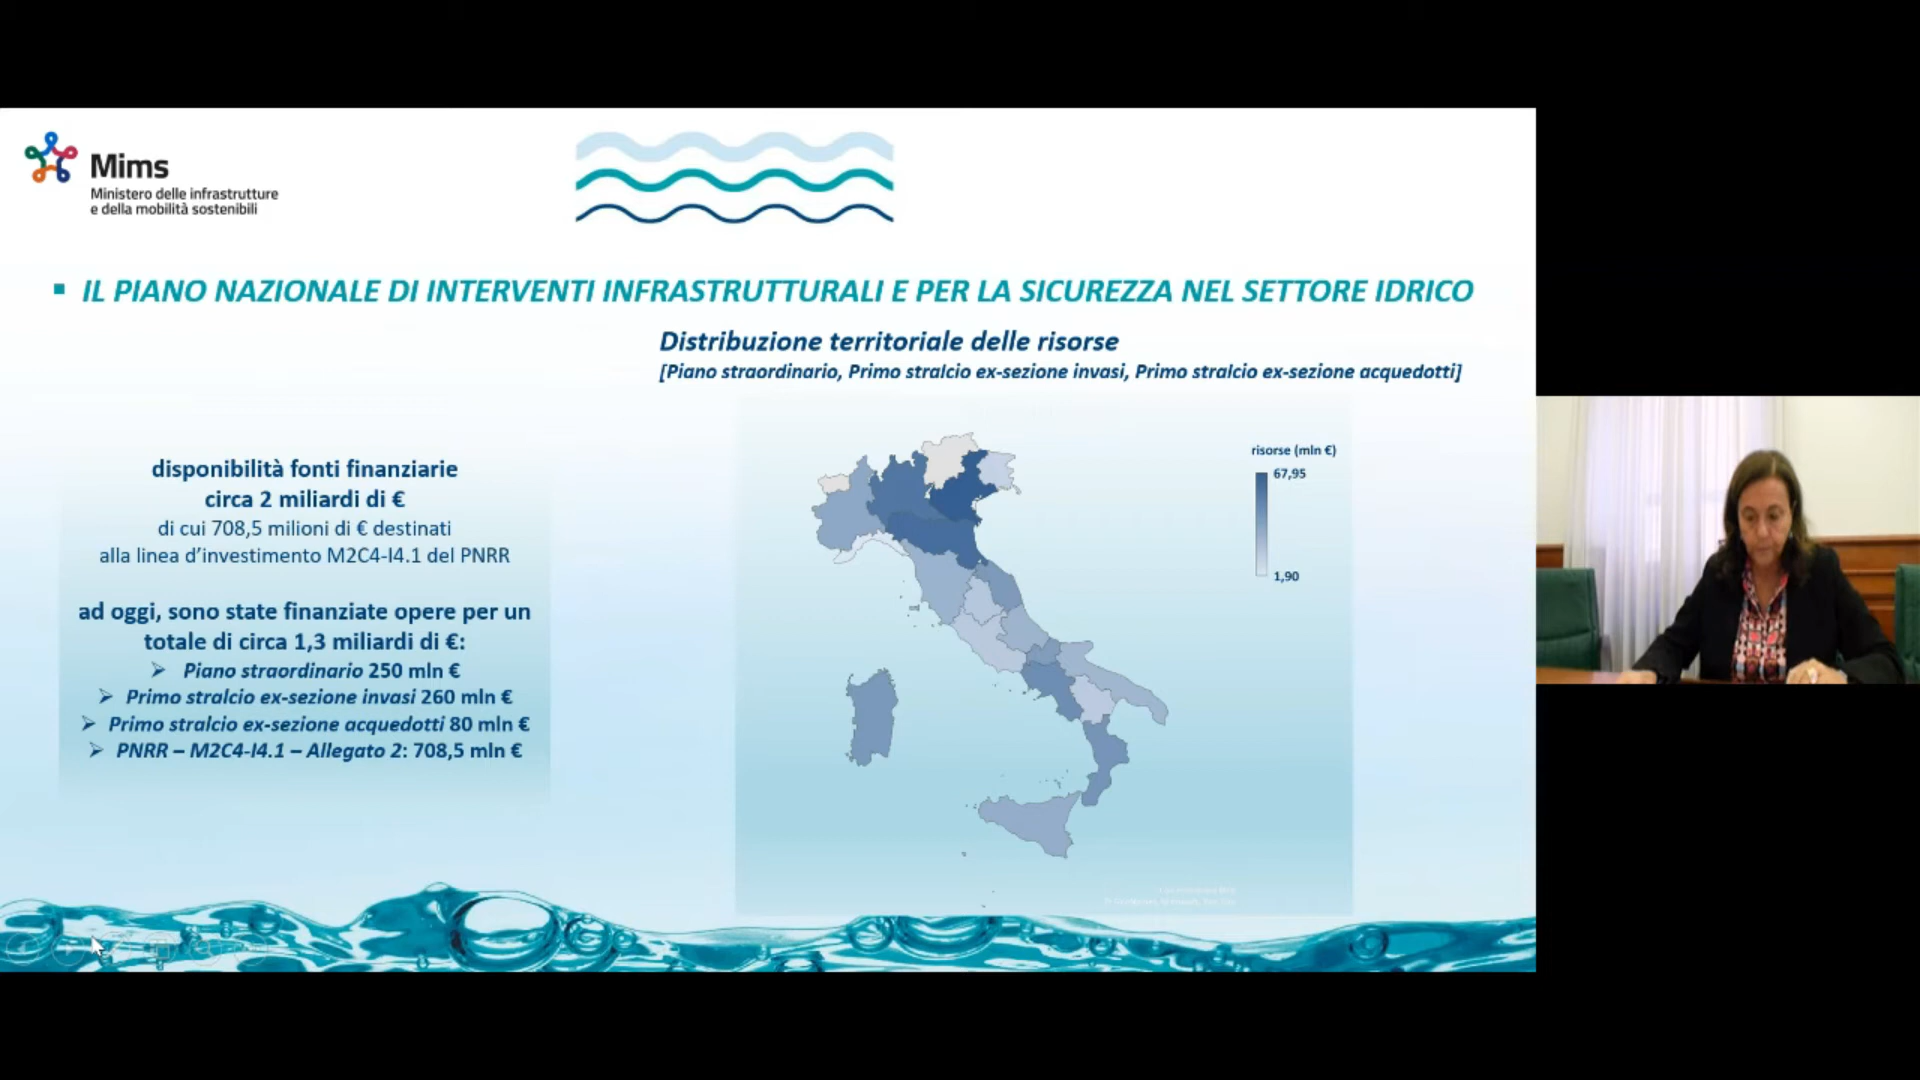 Mims
Ministero delle infrastrutture
e della mobilità sostenibili
▪ IL PIANO NAZIONALE DI INTERVENTI INFRASTRUTTURALI E PER LA SICUREZZA NEL SETTORE IDRICO
Distribuzione territoriale delle risorse
[Piano straordinario, Primo stralcio ex-sezione invasi, Primo stralcio ex-sezione acquedotti]
disponibilità fonti finanziarie
circa 2 miliardi di €
di cui 708,5 milioni di € destinati
alla linea d'investimento M2C4-I4.1 del PNRR
ad oggi, sono state finanziate opere per un
totale di circa 1,3 miliardi di €:
➢ Piano straordinario 250 mln €
➢ Primo stralcio ex-sezione invasi 260 mln €
➢ Primo stralcio ex-sezione acquedotti 80 mln €
➢ PNRR – M2C4-I4.1 – Allegato 2: 708,5 mln €
risorse (mln €)
67,95
1,90